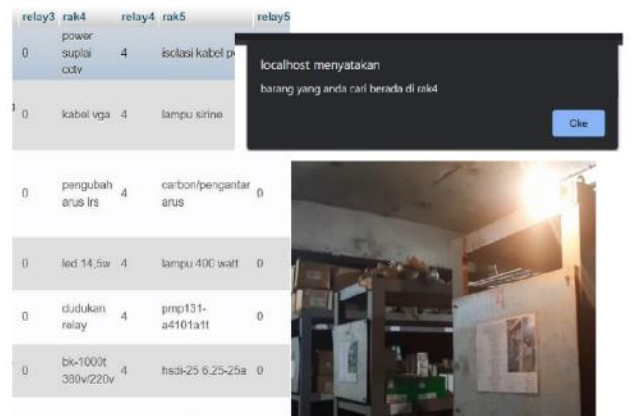 relay3 rak4 relay4 rak5 relay5
power
suplai
cctv
0 4 isolasi kabel
localhost menyatakan
barang yang anda cari berada di rak4
Oke
0 kabel vga 4 lampu sirine
pengubah
arus lrs
0 4 carbon/pengantar
arus
0
0 led 14,5w 4 lampu 400 watt 0
dudukan
relay
0 4 pmp131-
a4101a1t
0
bk-1000t
380v/220v
0 4 hsdi-25 6.25-25a 0